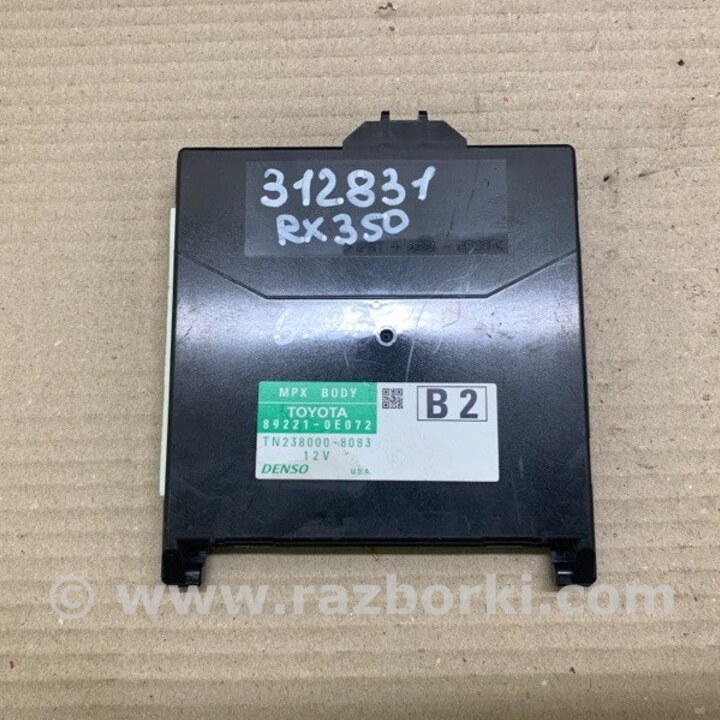 312831
RX350
MPX BODY
TOYOTA
89221-0E072
TN238000-8083
12V
DENSO
U.S.A.
B2
© www.razborki.com